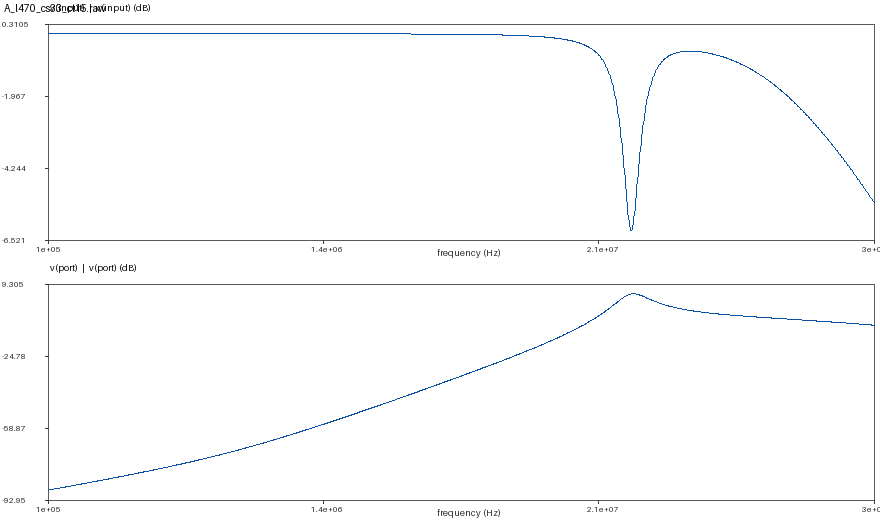 v(input) (dB)
0.3105
-1.967
-4.244
-6.521
1e+05
1.4e+06
2.1e+07
3e+0
frequency (Hz)
v(port) | v(port) (dB)
9.305
-24.78
-58.87
-92.95
1e+05
1.4e+06
2.1e+07
3e+0
frequency (Hz)